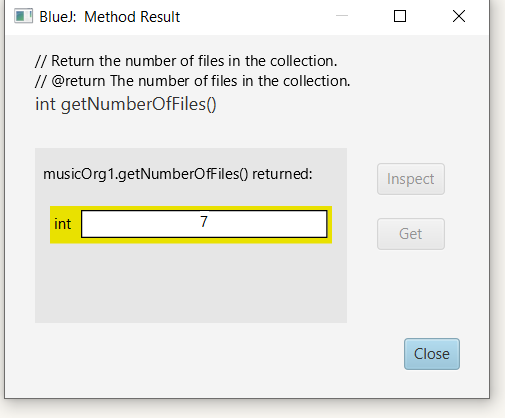 BlueJ: Method Result
// Return the number of files in the collection.
// @return The number of files in the collection.
int getNumberOfFiles()
musicOrg1.getNumberOfFiles() returned:
Inspect
int 7
Get
Close